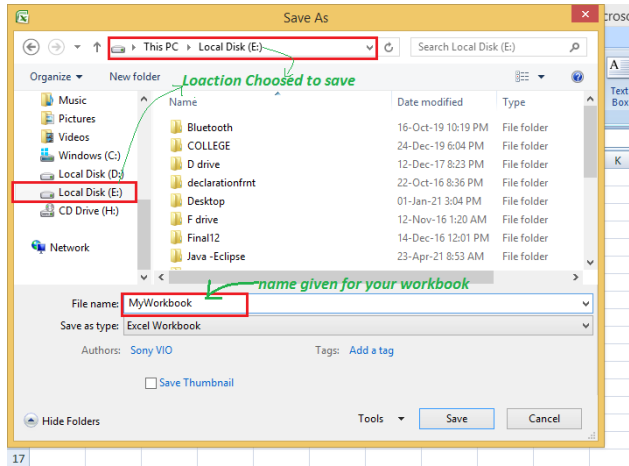 Save As
crosc
This PC ▸ Local Disk (E:)
Search Local Disk (E:)
Organize
New folder
Loaction Choosed to save
A
Text
Box
Music
Name
Date modified
Type
Pictures
Bluetooth
16-Oct-19 10:19 PM
File folder
Videos
COLLEGE
24-Dec-19 6:04 PM
File folder
Windows (C:)
D drive
12-Dec-17 8:23 PM
File folder
K
Local Disk (D:)
declarationfrnt
22-Oct-16 8:36 PM
File folder
Local Disk (E:)
Desktop
01-Jan-21 3:04 PM
File folder
CD Drive (H:)
F drive
12-Nov-16 1:20 AM
File folder
Final12
14-Dec-16 12:01 PM
File folder
Network
Java -Eclipse
23-Apr-21 8:53 AM
File folder
name given for your workbook
File name: MyWorkbook
Save as type: Excel Workbook
Authors: Sony VIO
Tags: Add a tag
Save Thumbnail
Hide Folders
Tools
Save
Cancel
17